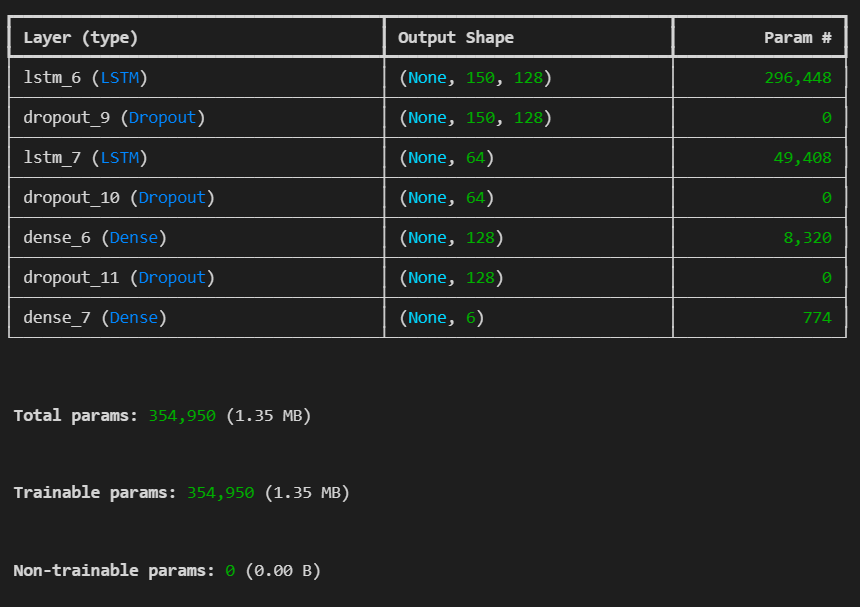 Layer (type) Output Shape Param #
lstm_6 (LSTM) (None, 150, 128) 296,448
dropout_9 (Dropout) (None, 150, 128) 0
lstm_7 (LSTM) (None, 64) 49,408
dropout_10 (Dropout) (None, 64) 0
dense_6 (Dense) (None, 128) 8,320
dropout_11 (Dropout) (None, 128) 0
dense_7 (Dense) (None, 6) 774
Total params: 354,950 (1.35 MB)
Trainable params: 354,950 (1.35 MB)
Non-trainable params: 0 (0.00 B)